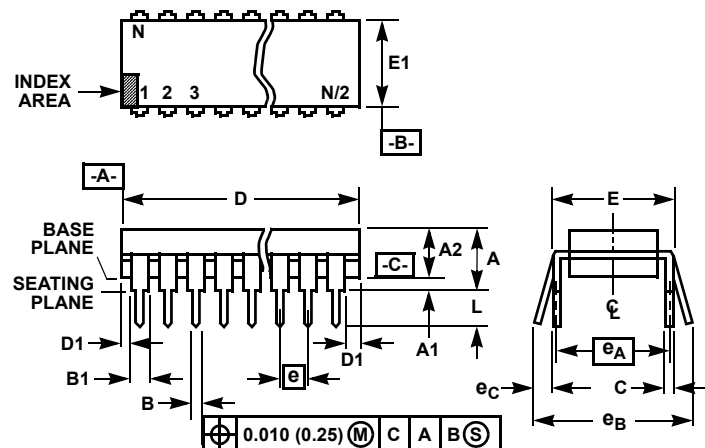 N
E1
INDEX
AREA
1 2 3
N/2
-B-
-A-
D
E
BASE
PLANE
A2
A
-C-
SEATING
PLANE
L
D1
A1
D1
eA
B1
e
eC
C
B
eB
0.010 (0.25) M C A B S